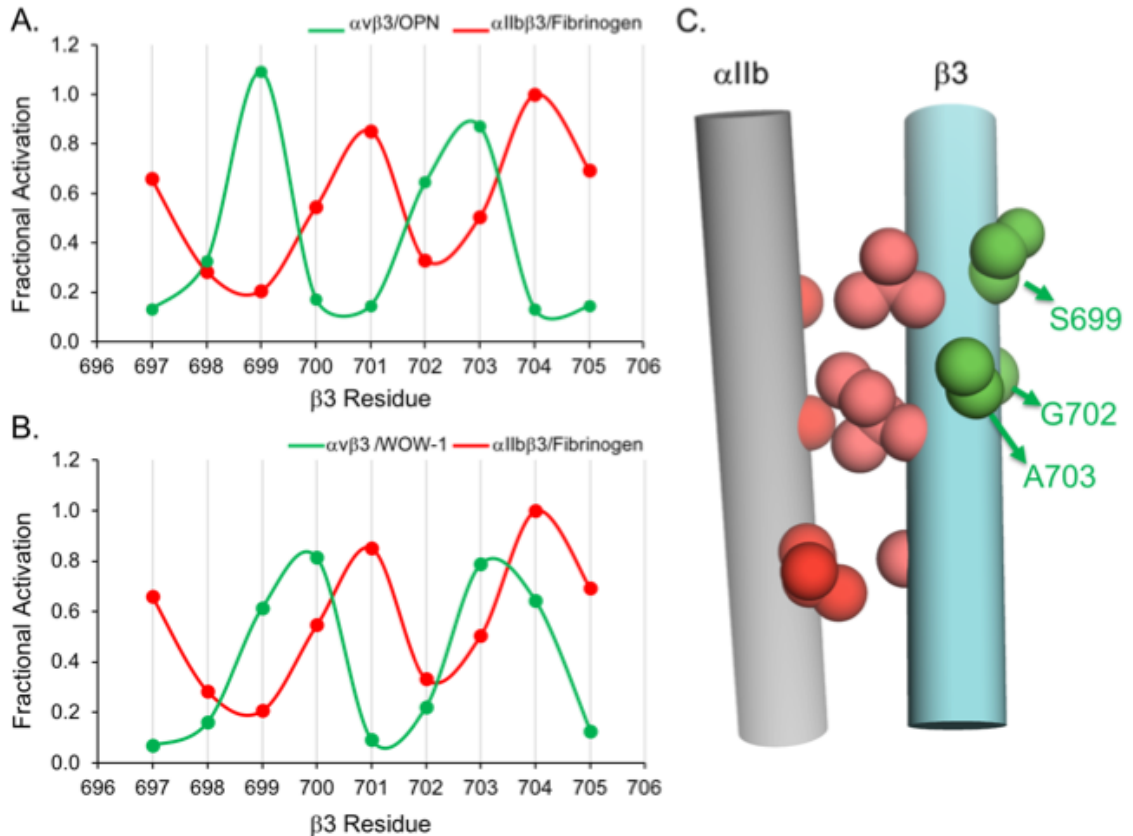 A.
αvβ3/OPN αIIbβ3/Fibrinogen
Fractional Activation
1.2
1.0
0.8
0.6
0.4
0.2
0.0
696 697 698 699 700 701 702 703 704 705 706
β3 Residue
B.
αvβ3 /WOW-1 αIIbβ3/Fibrinogen
Fractional Activation
1.2
1.0
0.8
0.6
0.4
0.2
0.0
696 697 698 699 700 701 702 703 704 705 706
β3 Residue
C.
αIIb β3
S699
G702
A703